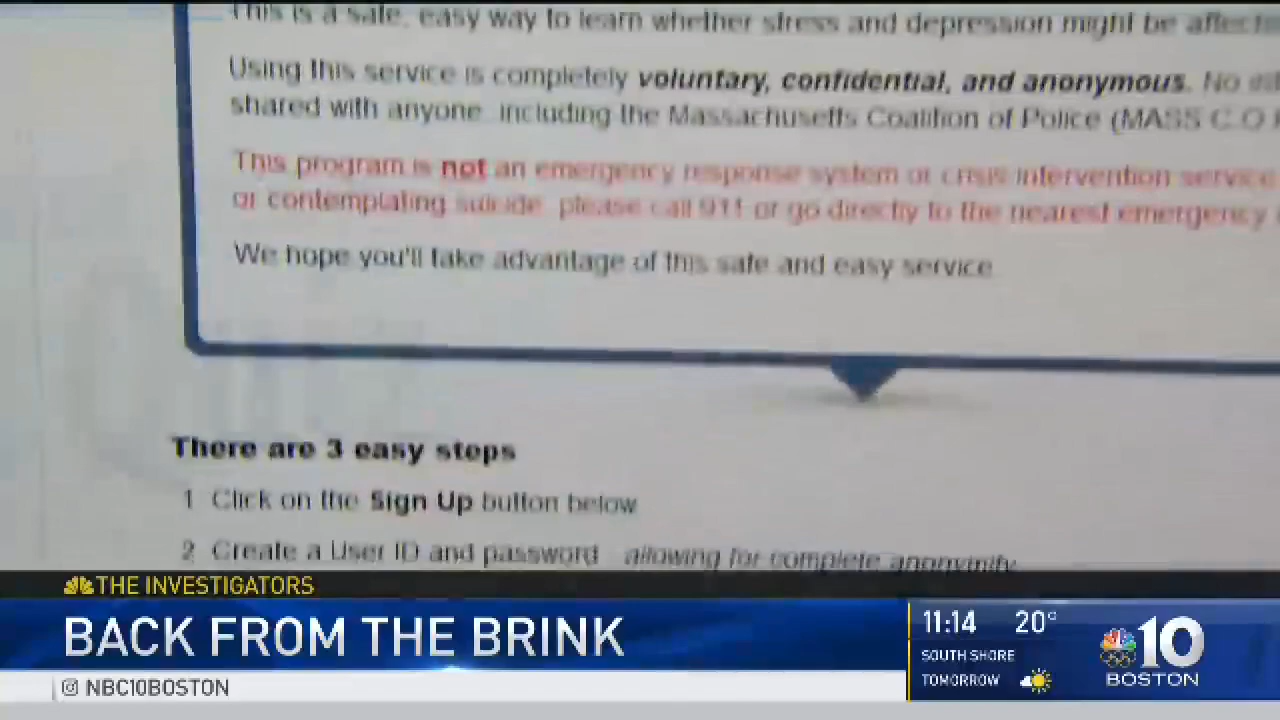 This is a safe, easy way to learn whether stress and depression might be
Using this service is completely voluntary, confidential, and anonymous. No
shared with anyone including the Massachusetts Coalition of Police (MASS C.O
This program is not an emergency response system or crisis intervention service
or contemplating suicide please call 911 or go directly to the nearest emergency
We hope you'll take advantage of this safe and easy service
There are 3 easy steps
1 Click on the Sign Up button below
2 Create a User ID and password allowing for complete anonymity
THE INVESTIGATORS
BACK FROM THE BRINK
NBC10BOSTON
11:14 20°
SOUTH SHORE
TOMORROW
10
BOSTON